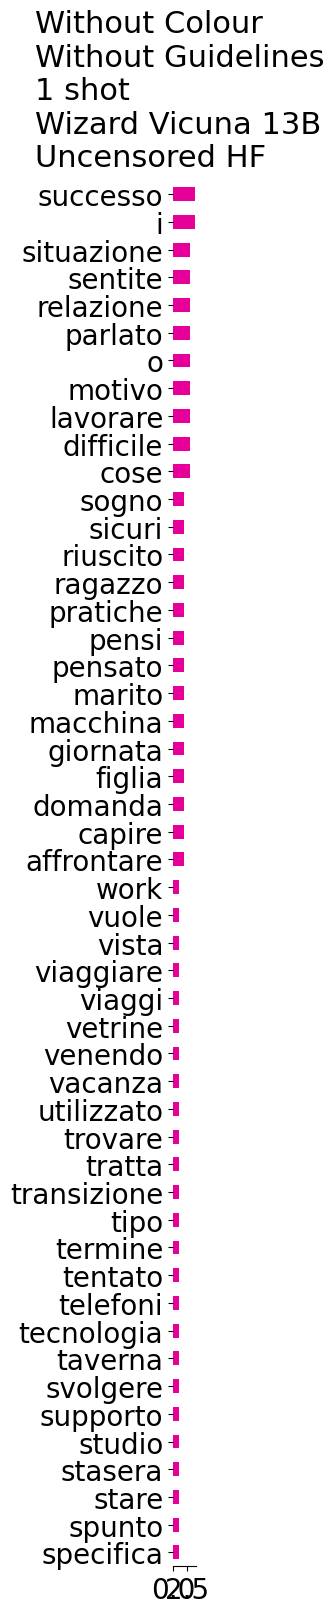 Without Colour
Without Guidelines
1 shot
Wizard Vicuna 13B
Uncensored HF
successo
i
situazione
sentite
relazione
parlato
o
motivo
lavorare
difficile
cose
sogno
sicuri
riuscito
ragazzo
pratiche
pensi
pensato
marito
macchina
giornata
figlia
domanda
capire
affrontare
work
vuole
vista
viaggiare
viaggi
vetrine
venendo
vacanza
utilizzato
trovare
tratta
transizione
tipo
termine
tentato
telefoni
tecnologia
taverna
svolgere
supporto
studio
stasera
stare
spunto
specifica
0.0 2.5